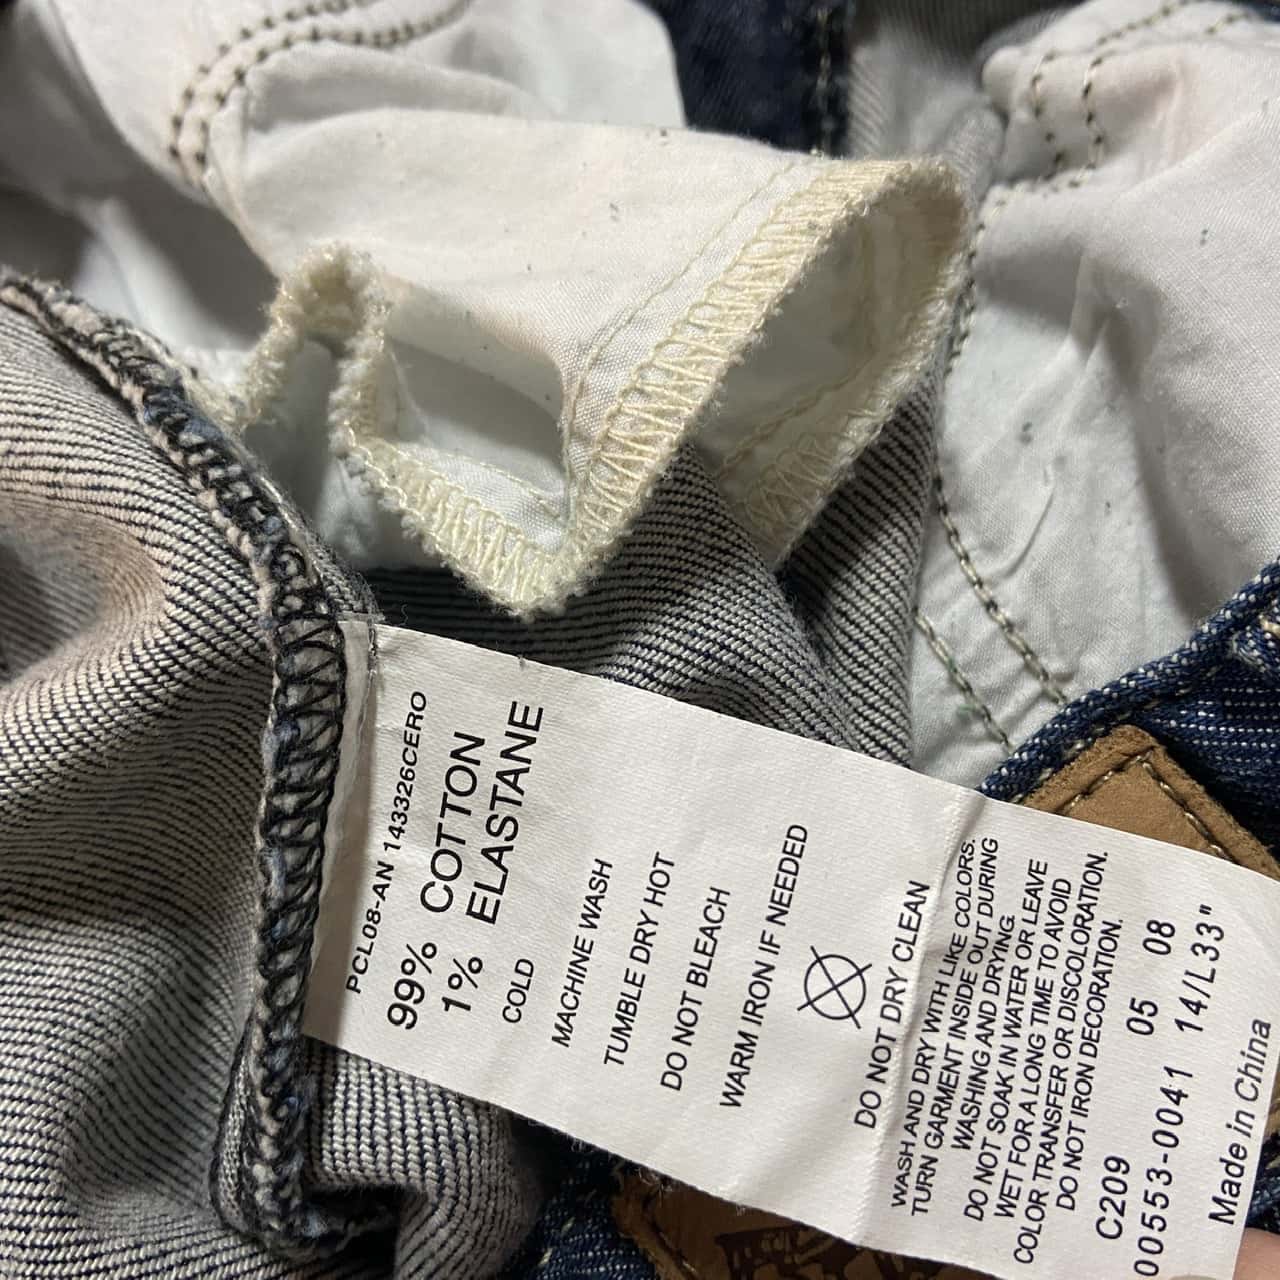 PCL08-AN 143326CERO
99% COTTON
1% ELASTANE
COLD
MACHINE WASH
TUMBLE DRY HOT
DO NOT BLEACH
WARM IRON IF NEEDED
DO NOT DRY CLEAN
WASH AND DRY WITH LIKE COLORS.
TURN GARMENT INSIDE OUT DURING
WASHING AND DRYING.
DO NOT SOAK IN WATER OR LEAVE
WET FOR A LONG TIME TO AVOID
COLOR TRANSFER OR DISCOLORATION.
DO NOT IRON DECORATION.
C209 05 08
00553-0041 14/L33"
Made in China